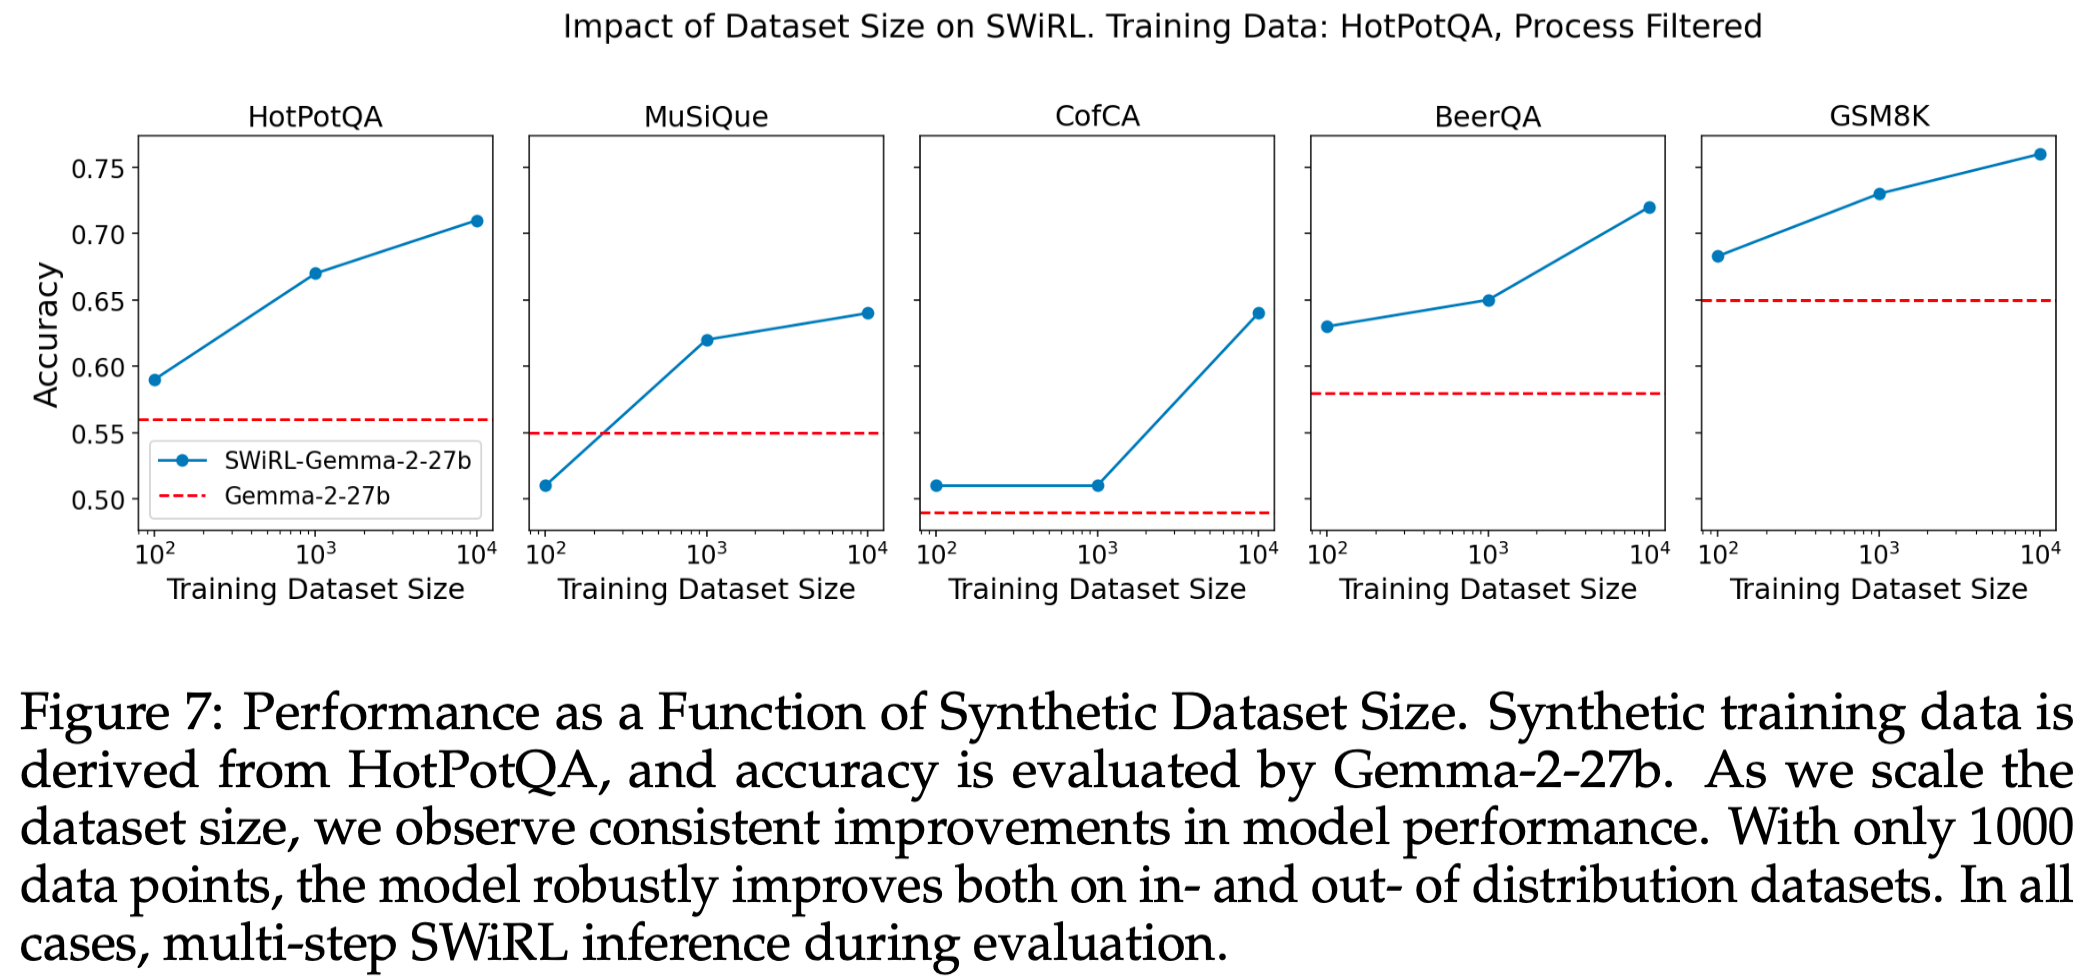 Impact of Dataset Size on SWiRL. Training Data: HotPotQA, Process Filtered
HotPotQA
MuSiQue
CofCA
BeerQA
GSM8K
Accuracy
0.75
0.70
0.65
0.60
0.55
0.50
SWiRL-Gemma-2-27b
Gemma-2-27b
10² 10³ 10⁴
10² 10³ 10⁴
10² 10³ 10⁴
10² 10³ 10⁴
10² 10³ 10⁴
Training Dataset Size
Training Dataset Size
Training Dataset Size
Training Dataset Size
Training Dataset Size
Figure 7: Performance as a Function of Synthetic Dataset Size. Synthetic training data is
derived from HotPotQA, and accuracy is evaluated by Gemma-2-27b. As we scale the
dataset size, we observe consistent improvements in model performance. With only 1000
data points, the model robustly improves both on in- and out- of distribution datasets. In all
cases, multi-step SWiRL inference during evaluation.